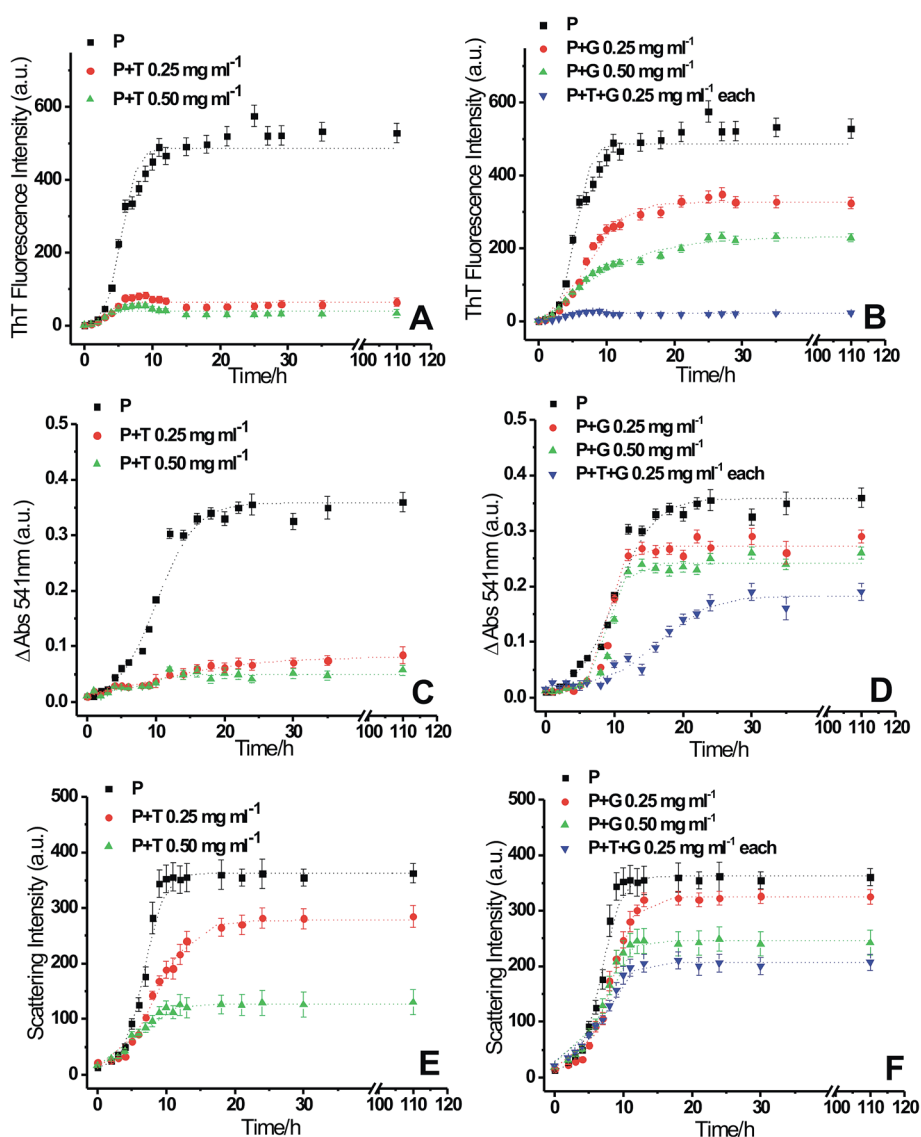 P
P+T 0.25 mg ml⁻¹
P+T 0.50 mg ml⁻¹
ThT Fluorescence Intensity (a.u.)
600
400
200
0
A
0 10 20 30 100 110 120
Time/h
P
P+G 0.25 mg ml⁻¹
P+G 0.50 mg ml⁻¹
P+T+G 0.25 mg ml⁻¹ each
ThT Fluorescence Intensity (a.u.)
600
400
200
0
B
0 10 20 30 100 110 120
Time/h
P
P+T 0.25 mg ml⁻¹
P+T 0.50 mg ml⁻¹
ΔAbs 541nm (a.u.)
0.5
0.4
0.3
0.2
0.1
0.0
C
0 10 20 30 100 110 120
Time/h
P
P+G 0.25 mg ml⁻¹
P+G 0.50 mg ml⁻¹
P+T+G 0.25 mg ml⁻¹ each
ΔAbs 541nm (a.u.)
0.5
0.4
0.3
0.2
0.1
0.0
D
0 10 20 30 100 110 120
Time/h
P
P+T 0.25 mg ml⁻¹
P+T 0.50 mg ml⁻¹
Scattering Intensity (a.u.)
500
400
300
200
100
0
E
0 10 20 30 100 110 120
Time/h
P
P+G 0.25 mg ml⁻¹
P+G 0.50 mg ml⁻¹
P+T+G 0.25 mg ml⁻¹ each
Scattering Intensity (a.u.)
500
400
300
200
100
0
F
0 10 20 30 100 110 120
Time/h